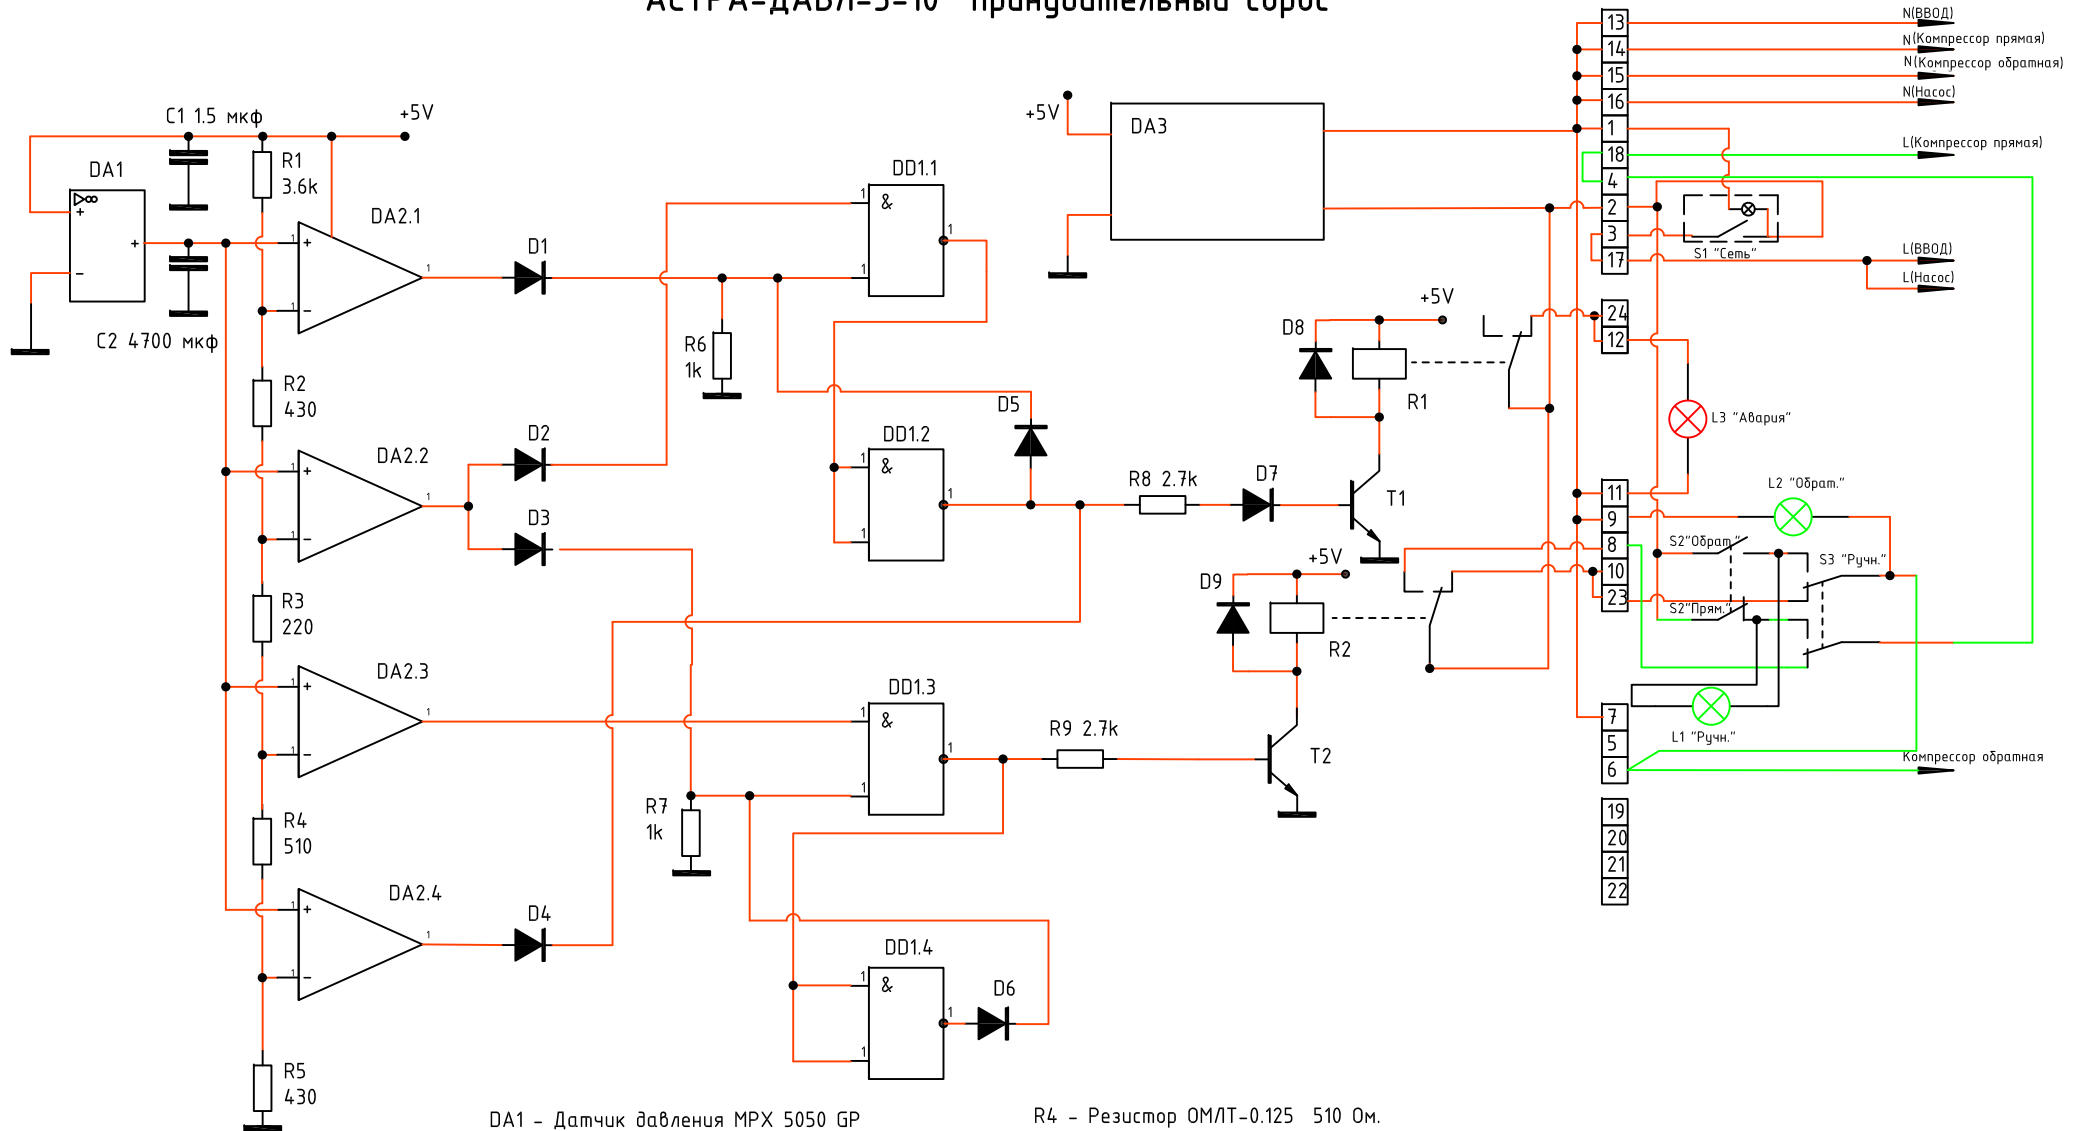 АСТРА-ДАВЛ-5-10 Принудительный сброс
C1 1.5 мкф
+5V
DA1
C2 4700 мкф
R1
3.6k
R2
430
R3
220
R4
510
R5
430
DA2.1
DA2.2
DA2.3
DA2.4
D1
D2
D3
D4
R6
1k
R7
1k
DD1.1
&
DD1.2
&
DD1.3
&
DD1.4
&
D5
D6
R8 2.7k
D7
R9 2.7k
+5V
DA3
D8
+5V
R1
T1
D9
+5V
R2
T2
13
14
15
16
1
18
4
2
3
17
24
12
11
9
8
10
23
7
5
6
19
20
21
22
N(ВВОД)
N(Компрессор прямая)
N(Компрессор обратная)
N(Насос)
L(Компрессор прямая)
S1 "Сеть"
L(ВВОД)
L(Насос)
L3 "Авария"
L2 "Обрат."
S2"Обрат."
S3 "Ручн."
S2"Прям."
L1 "Ручн."
Компрессор обратная
DA1 - Датчик давления MPX 5050 GP
R4 - Резистор ОМЛТ-0.125 510 Ом.